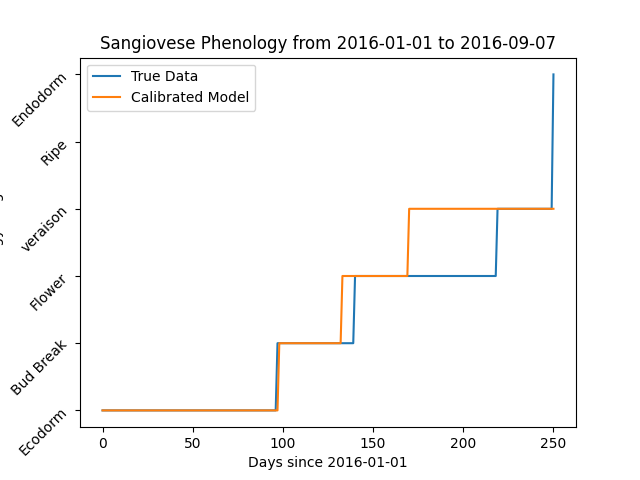 Sangiovese Phenology from 2016-01-01 to 2016-09-07
True Data
Calibrated Model
Endodorm
Ripe
veraison
Flower
Bud Break
Ecodorm
0 50 100 150 200 250
Days since 2016-01-01